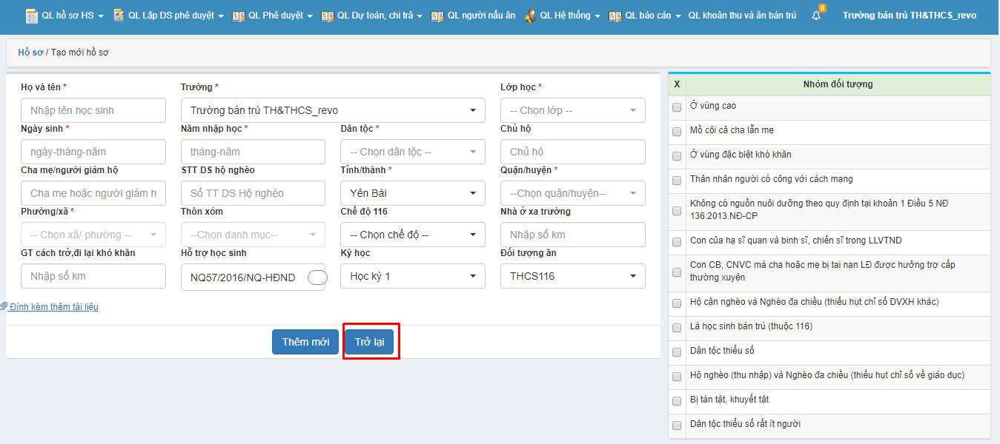 QL hồ sơ HS QL Lập DS phê duyệt QL Phê duyệt QL Dự toán, chi trả QL người nấu ăn QL Hệ thống QL báo cáo QL khoản thu và ăn bán trú 0 Trường bán trú TH&THCS_revo
Hồ sơ / Tạo mới hồ sơ
Họ và tên * Trường * Lớp học *
Nhập tên học sinh Trường bán trú TH&THCS_revo -- Chọn lớp --
Ngày sinh * Năm nhập học * Dân tộc * Chủ hộ
ngày-tháng-năm tháng-năm -- Chọn dân tộc -- Chủ hộ
Cha mẹ/người giám hộ STT DS hộ nghèo Tỉnh/thành * Quận/huyện *
Cha mẹ hoặc người giám h Số TT DS Hộ nghèo Yên Bái --Chọn quận/huyện--
Phường/xã * Thôn xóm Chế độ 116 Nhà ở xa trường
-- Chọn xã/ phường -- --Chọn danh mục-- -- Chọn chế độ -- Nhập số km
GT cách trở,đi lại khó khăn Hỗ trợ học sinh Kỳ học Đối tượng ăn
Nhập số km NQ57/2016/NQ-HĐND Học kỳ 1 THCS116
Đính kèm thêm tài liệu
Thêm mới Trở lại
X Nhóm đối tượng
Ở vùng cao
Mồ côi cả cha lẫn mẹ
Ở vùng đặc biệt khó khăn
Thân nhân người có công với cách mạng
Không có nguồn nuôi dưỡng theo quy định tại khoản 1 Điều 5 NĐ
136.2013.NĐ-CP
Con của hạ sĩ quan và binh sĩ, chiến sĩ trong LLVTND
Con CB, CNVC mà cha hoặc mẹ bị tai nan LĐ được hưởng trợ cấp
thường xuyên
Hộ cận nghèo và Nghèo đa chiều (thiếu hụt chỉ số DVXH khác)
Là học sinh bán trú (thuộc 116)
Dân tộc thiểu số
Hộ nghèo (thu nhập) và Nghèo đa chiều (thiếu hụt chỉ số về giáo dục)
Bị tàn tật, khuyết tật
Dân tộc thiểu số rất ít người